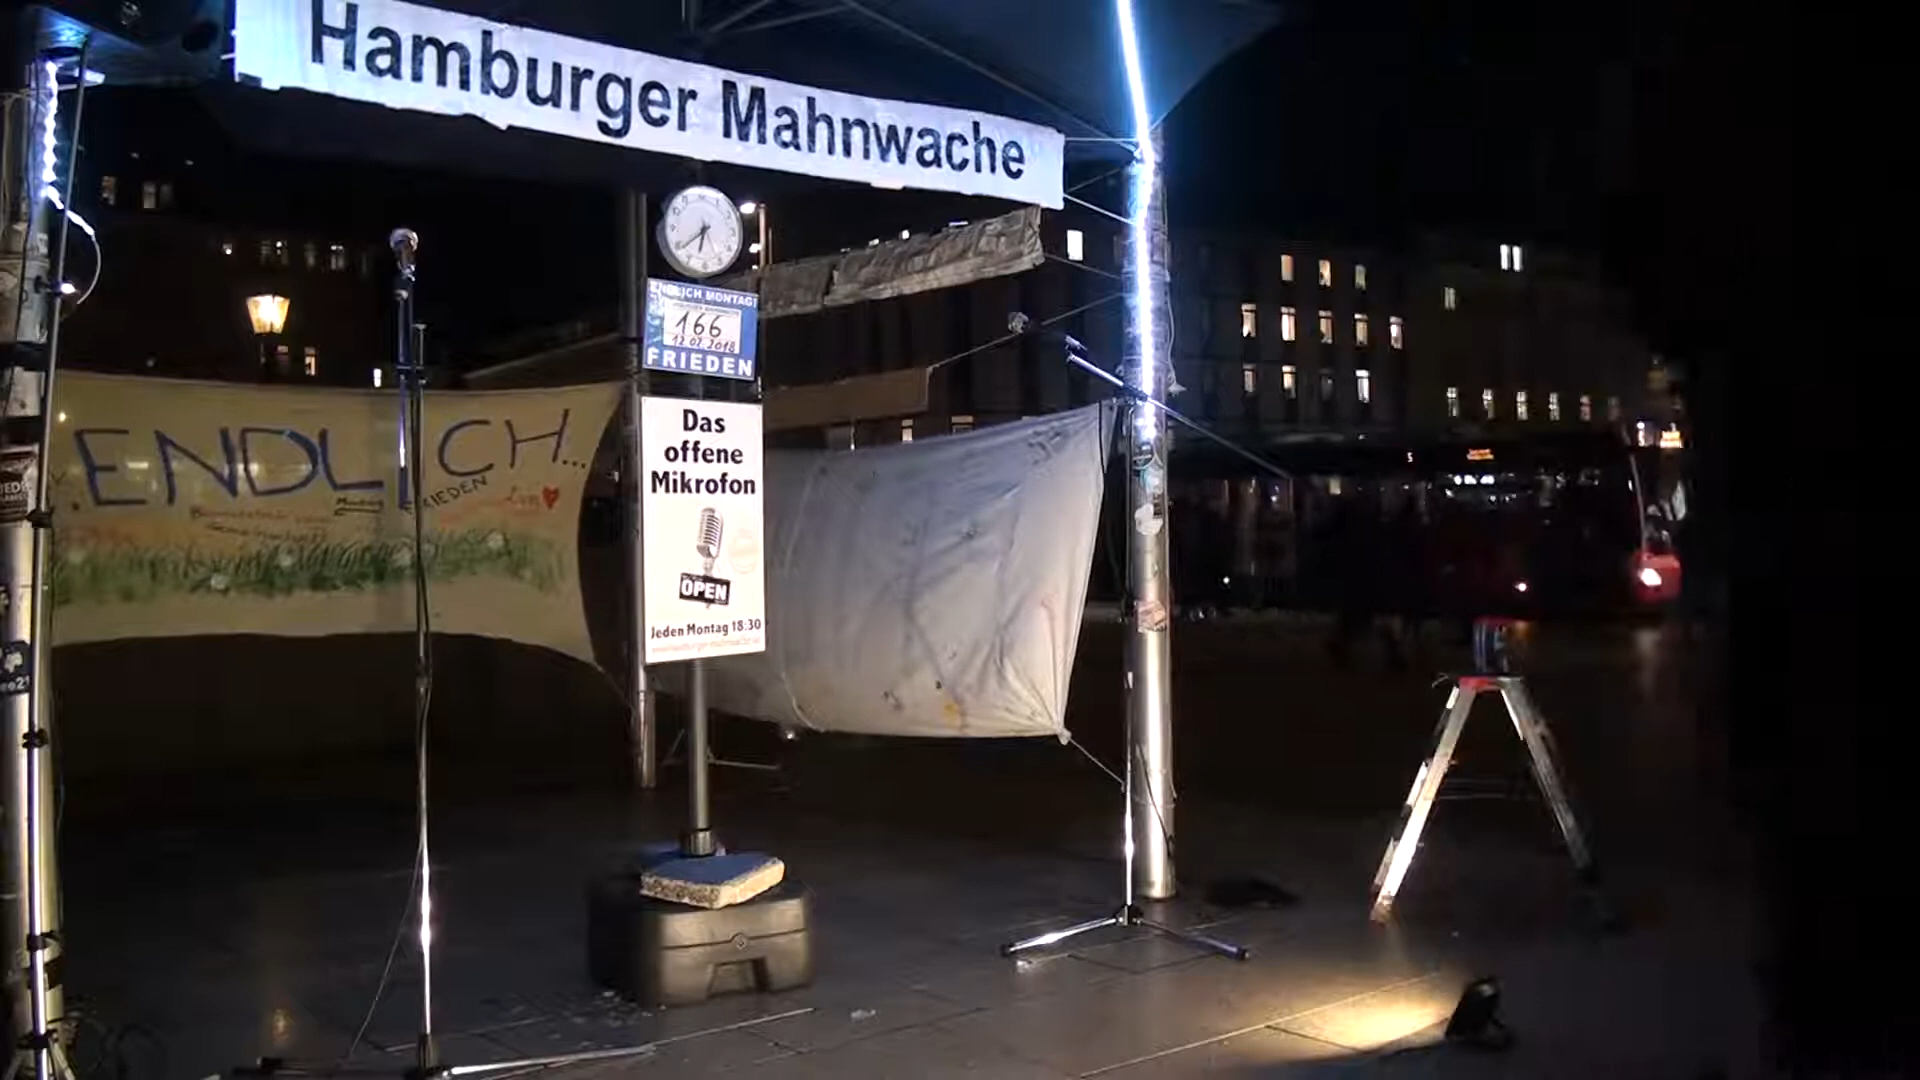 Hamburger Mahnwache
ENDLICH MONTAG!
166
12.02.2018
FRIEDEN
Das
offene
Mikrofon
OPEN
Jeden Montag 18:30
ENDLICH...
FRIEDEN